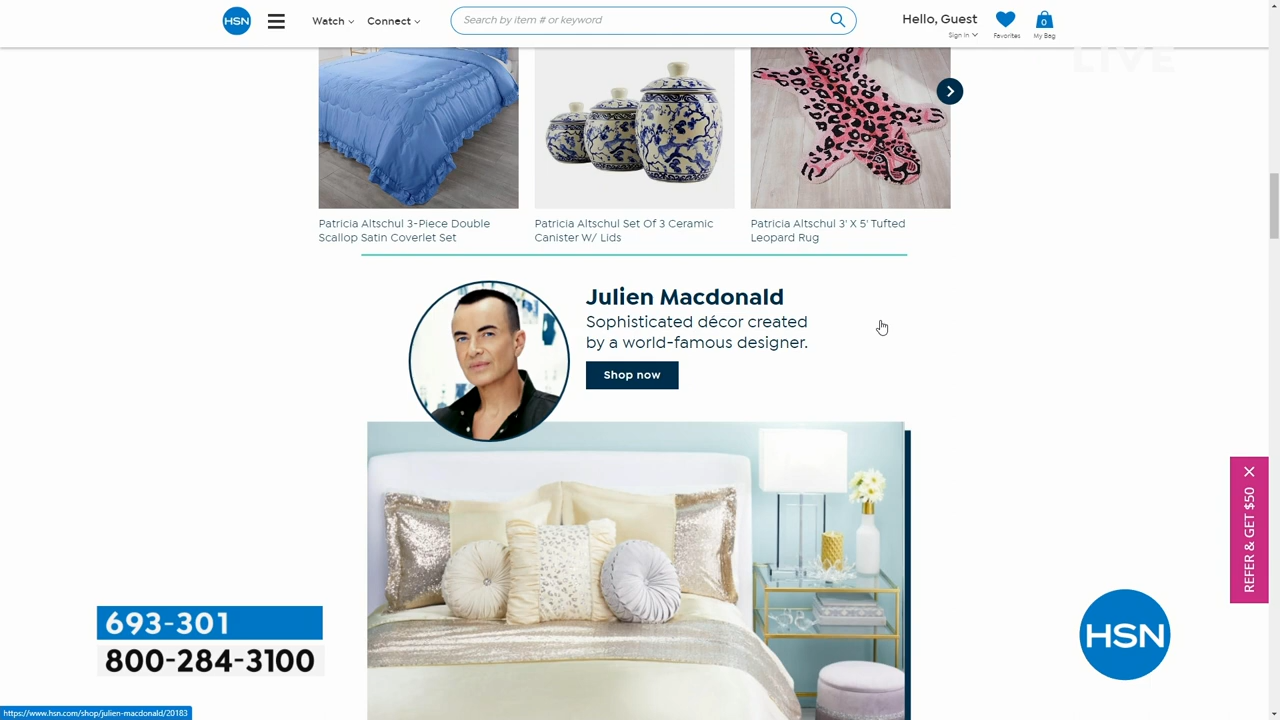 HSN
Watch
Connect
Search by item # or keyword
Hello, Guest
Sign In
Favorites
0
My Bag
LIVE
Patricia Altschul 3-Piece Double
Scallop Satin Coverlet Set
Patricia Altschul Set Of 3 Ceramic
Canister W/ Lids
Patricia Altschul 3' X 5' Tufted
Leopard Rug
Julien Macdonald
Sophisticated décor created
by a world-famous designer.
Shop now
REFER & GET $50
693-301
800-284-3100
HSN
https://www.hsn.com/shop/julien-macdonald/20183